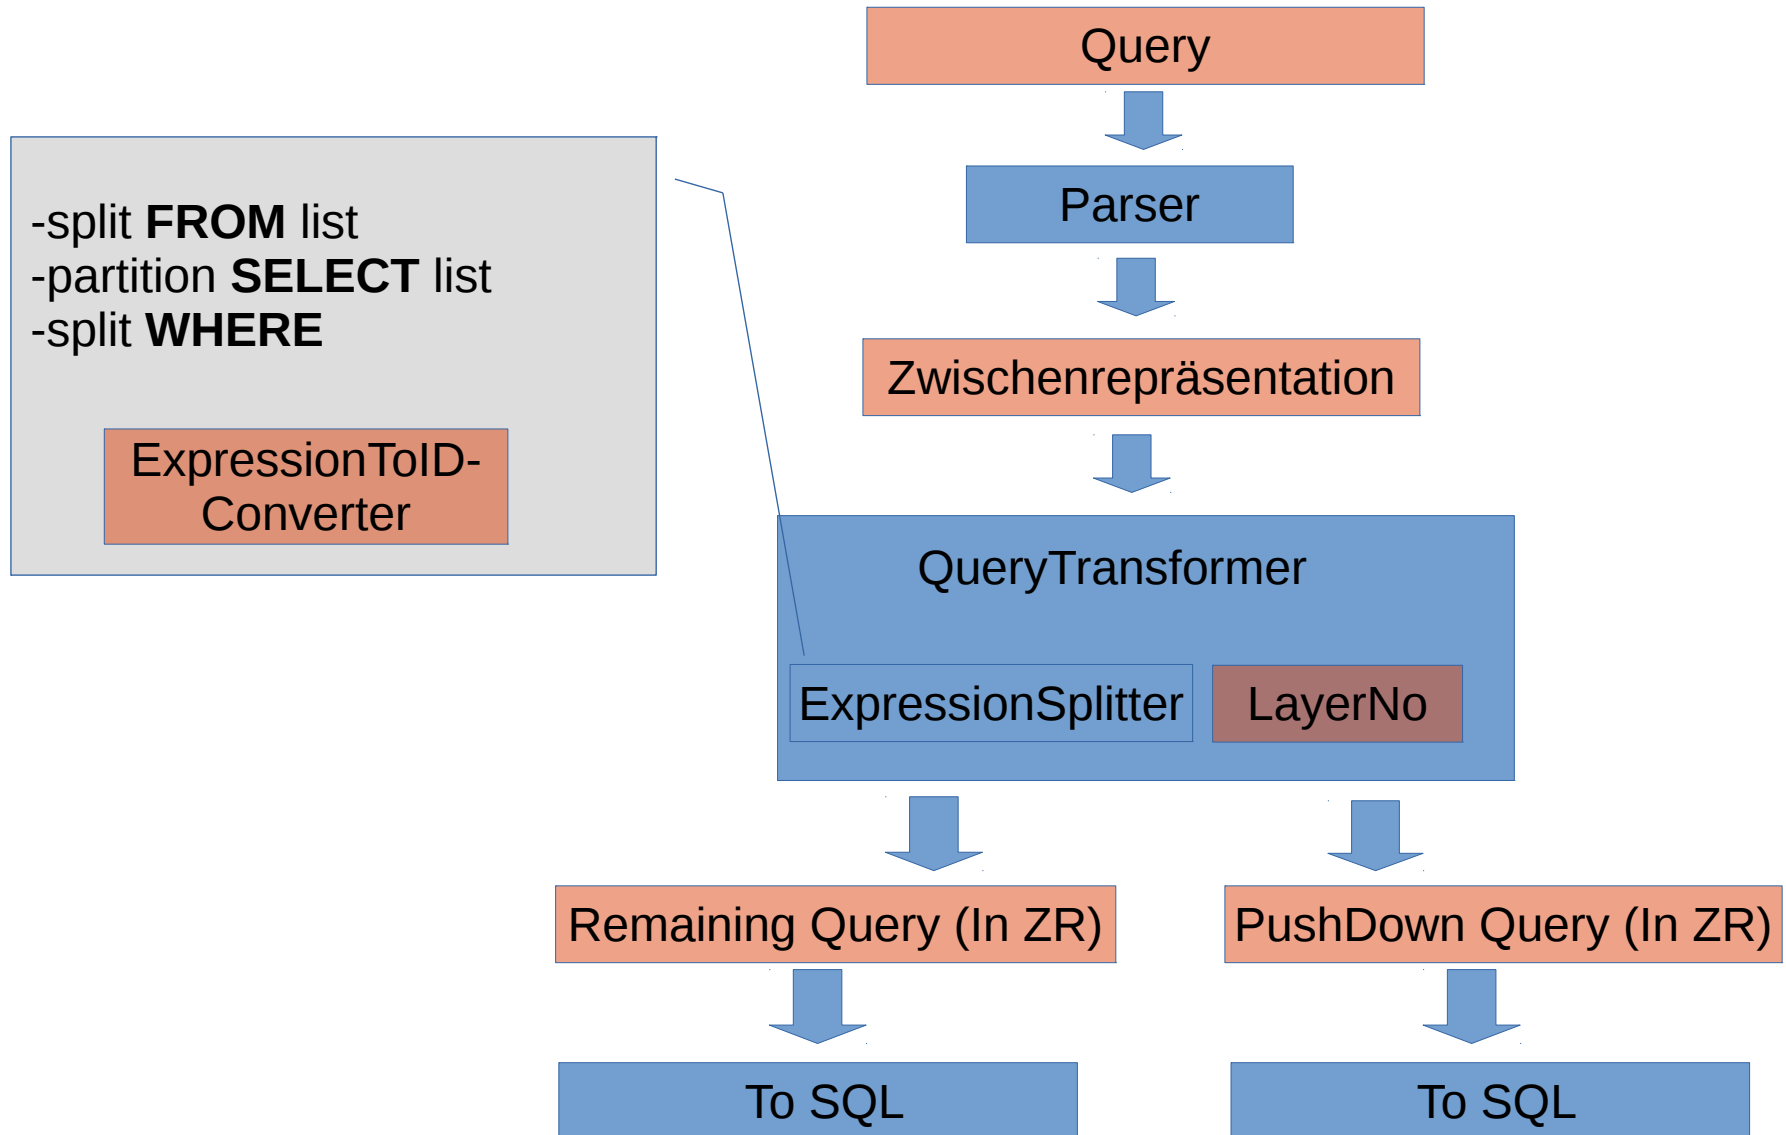 Query
Parser
Zwischenrepräsentation
-split FROM list
-partition SELECT list
-split WHERE
ExpressionToID-
Converter
QueryTransformer
ExpressionSplitter
LayerNo
Remaining Query (In ZR)
PushDown Query (In ZR)
To SQL
To SQL